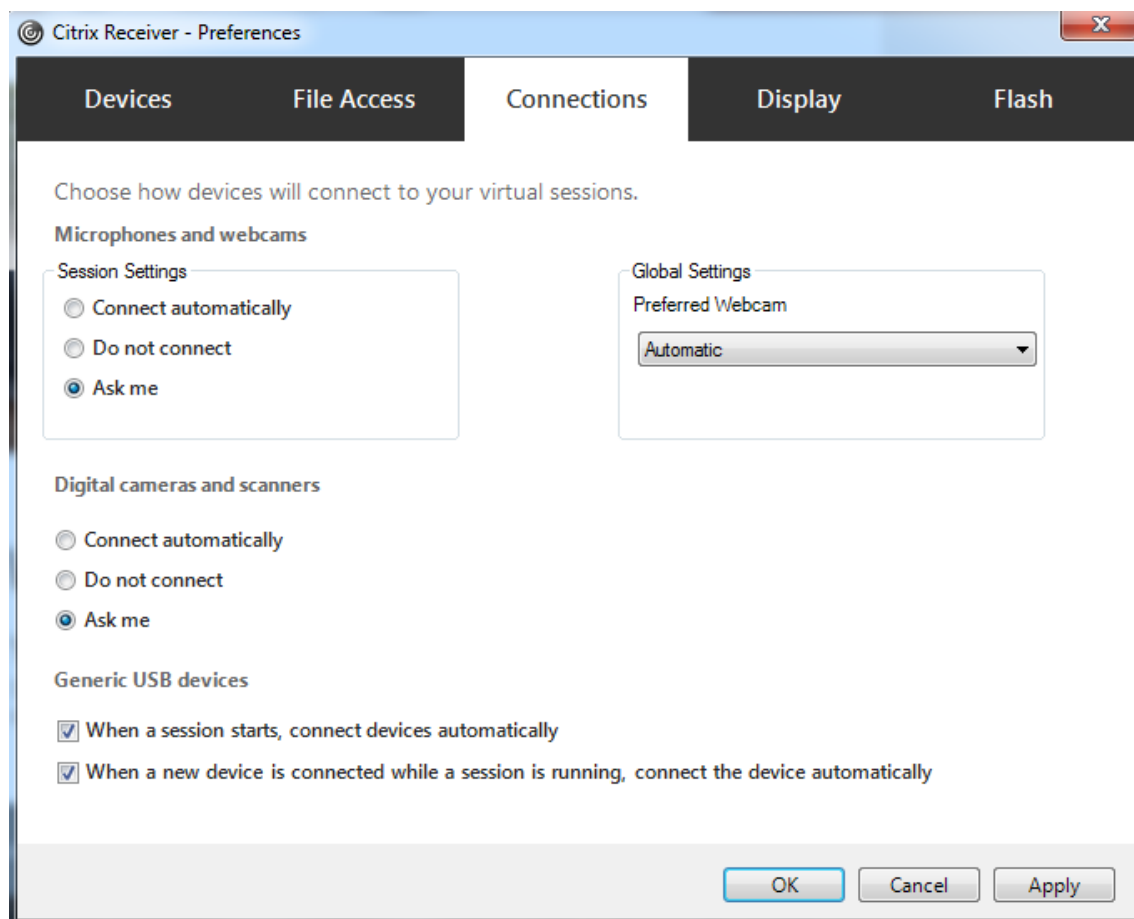 Citrix Receiver - Preferences
Devices File Access Connections Display Flash
Choose how devices will connect to your virtual sessions.
Microphones and webcams
Session Settings
Connect automatically
Do not connect
Ask me
Global Settings
Preferred Webcam
Automatic
Digital cameras and scanners
Connect automatically
Do not connect
Ask me
Generic USB devices
When a session starts, connect devices automatically
When a new device is connected while a session is running, connect the device automatically
OK Cancel Apply